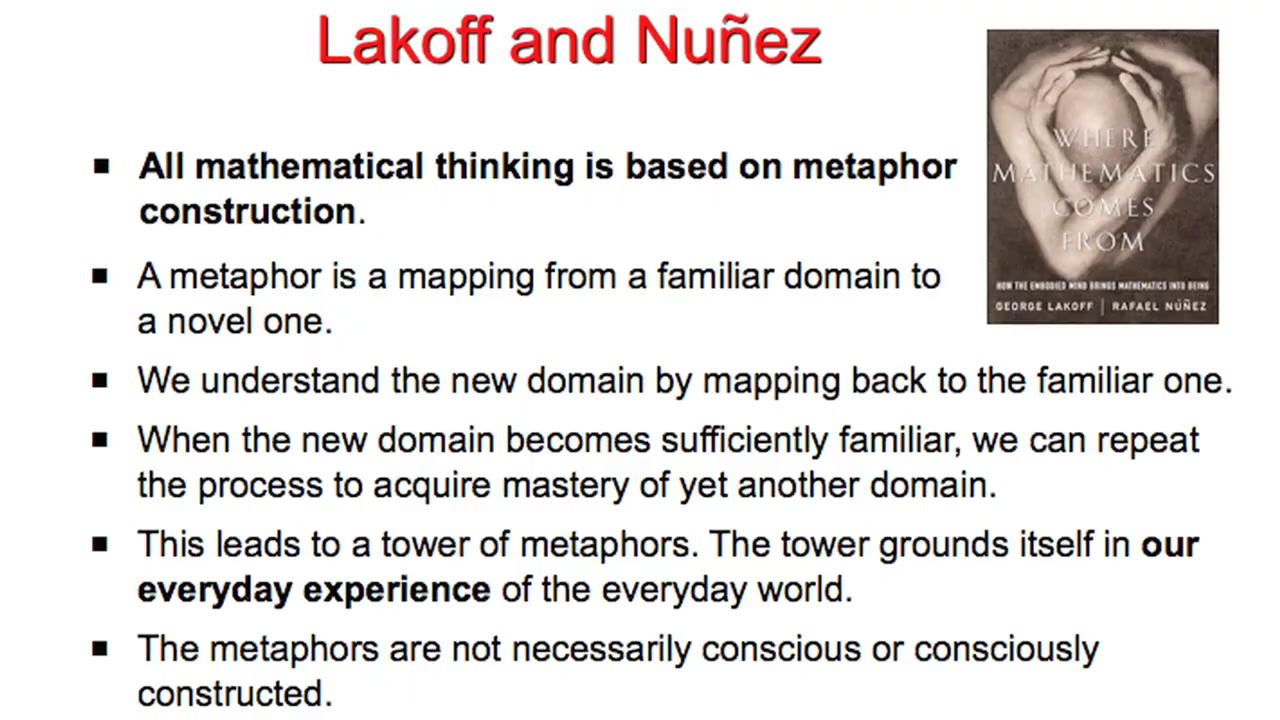 Lakoff and Nuñez
■ All mathematical thinking is based on metaphor
construction.
■ A metaphor is a mapping from a familiar domain to
a novel one.
■ We understand the new domain by mapping back to the familiar one.
■ When the new domain becomes sufficiently familiar, we can repeat
the process to acquire mastery of yet another domain.
■ This leads to a tower of metaphors. The tower grounds itself in our
everyday experience of the everyday world.
■ The metaphors are not necessarily conscious or consciously
constructed.
WHERE
MATHEMATICS
COMES
FROM
HOW THE EMBODIED MIND BRINGS MATHEMATICS INTO BEING
GEORGE LAKOFF | RAFAEL NÚÑEZ